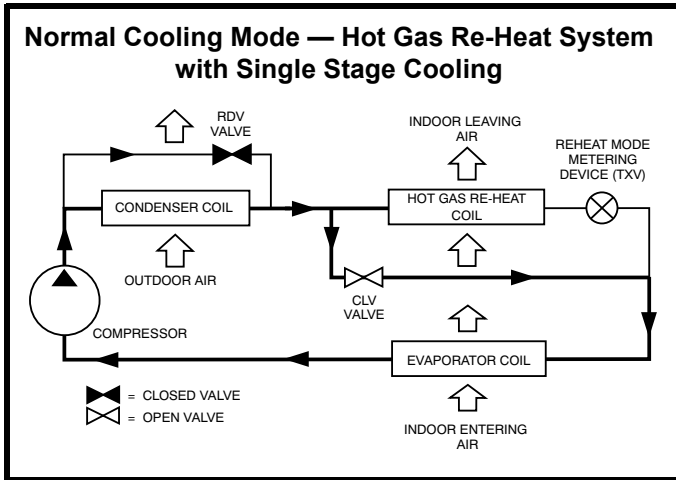 Normal Cooling Mode — Hot Gas Re-Heat System
with Single Stage Cooling
RDV
VALVE
INDOOR LEAVING
AIR
REHEAT MODE
METERING
DEVICE (TXV)
CONDENSER COIL
HOT GAS RE-HEAT
COIL
OUTDOOR AIR
CLV
VALVE
COMPRESSOR
EVAPORATOR COIL
= CLOSED VALVE
= OPEN VALVE
INDOOR ENTERING
AIR